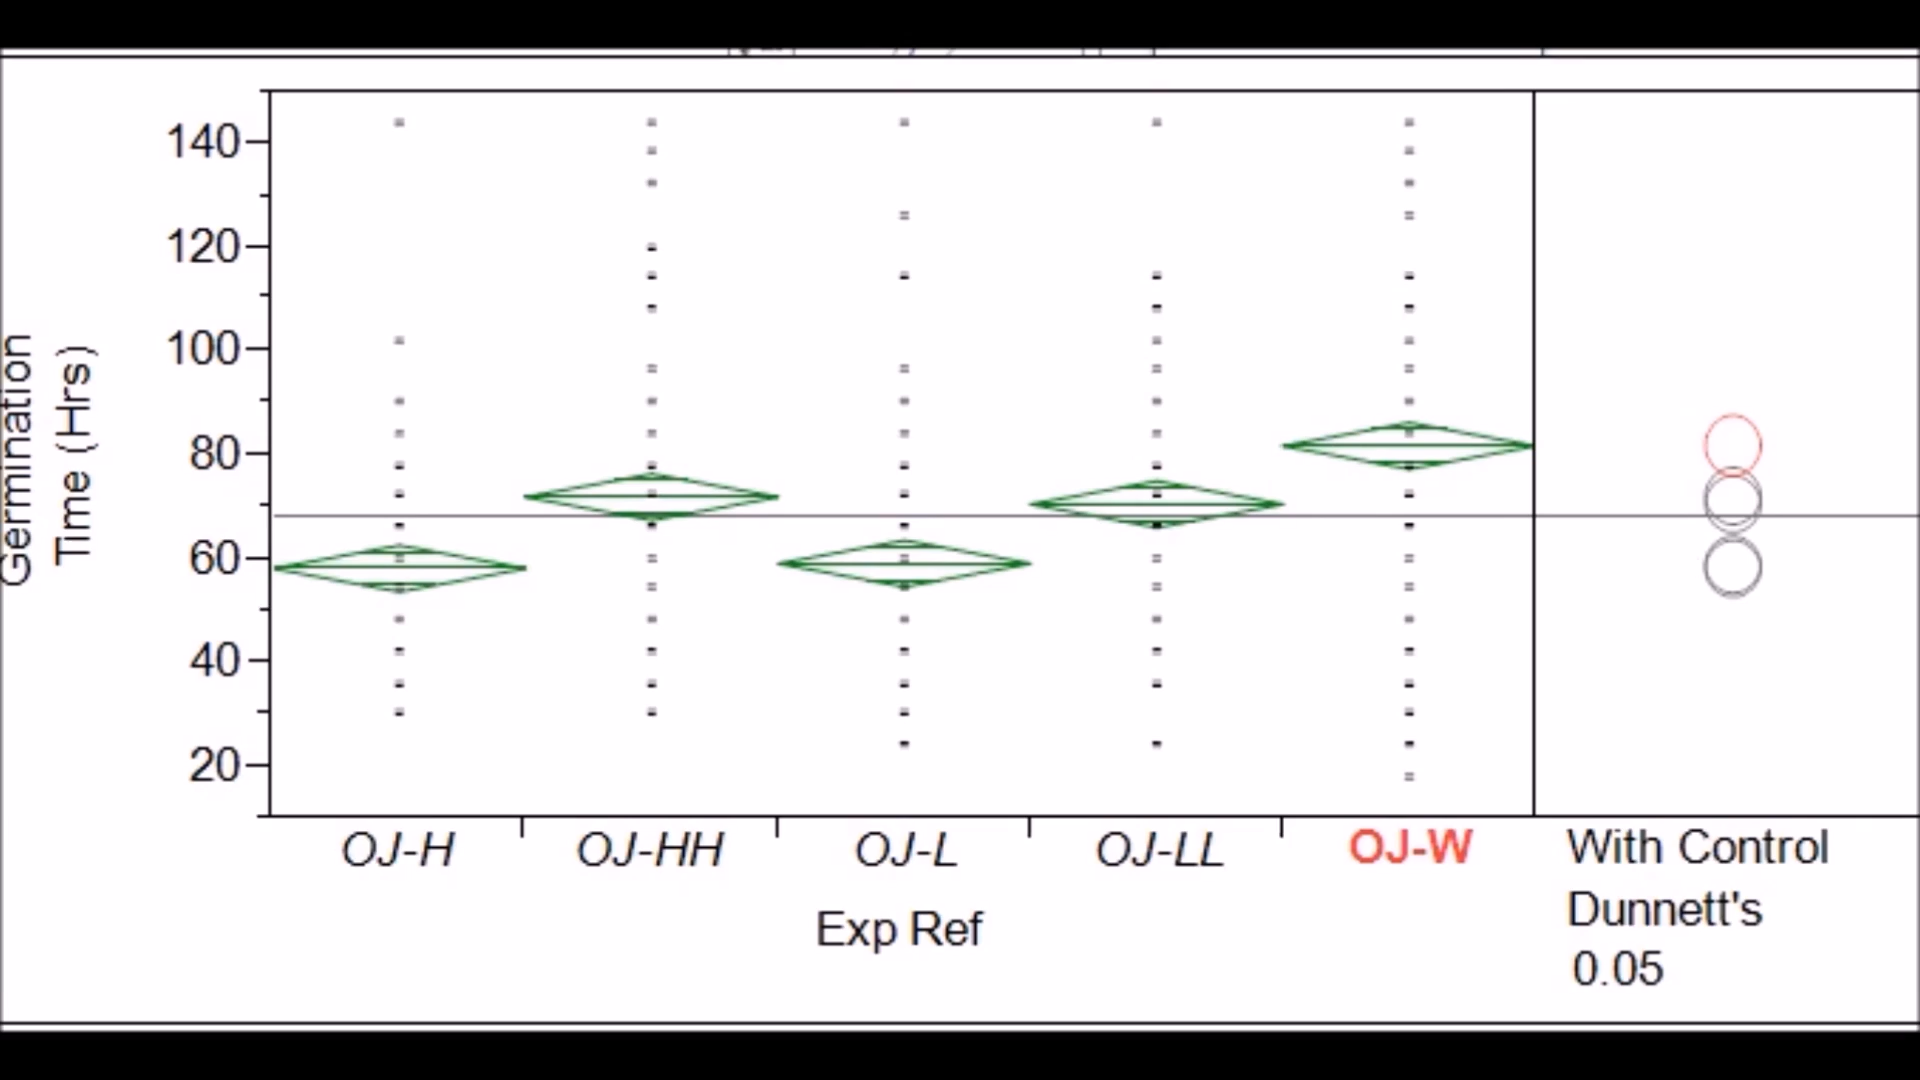 Germination
Time (Hrs)
140
120
100
80
60
40
20
OJ-H OJ-HH OJ-L OJ-LL OJ-W
Exp Ref
With Control
Dunnett's
0.05